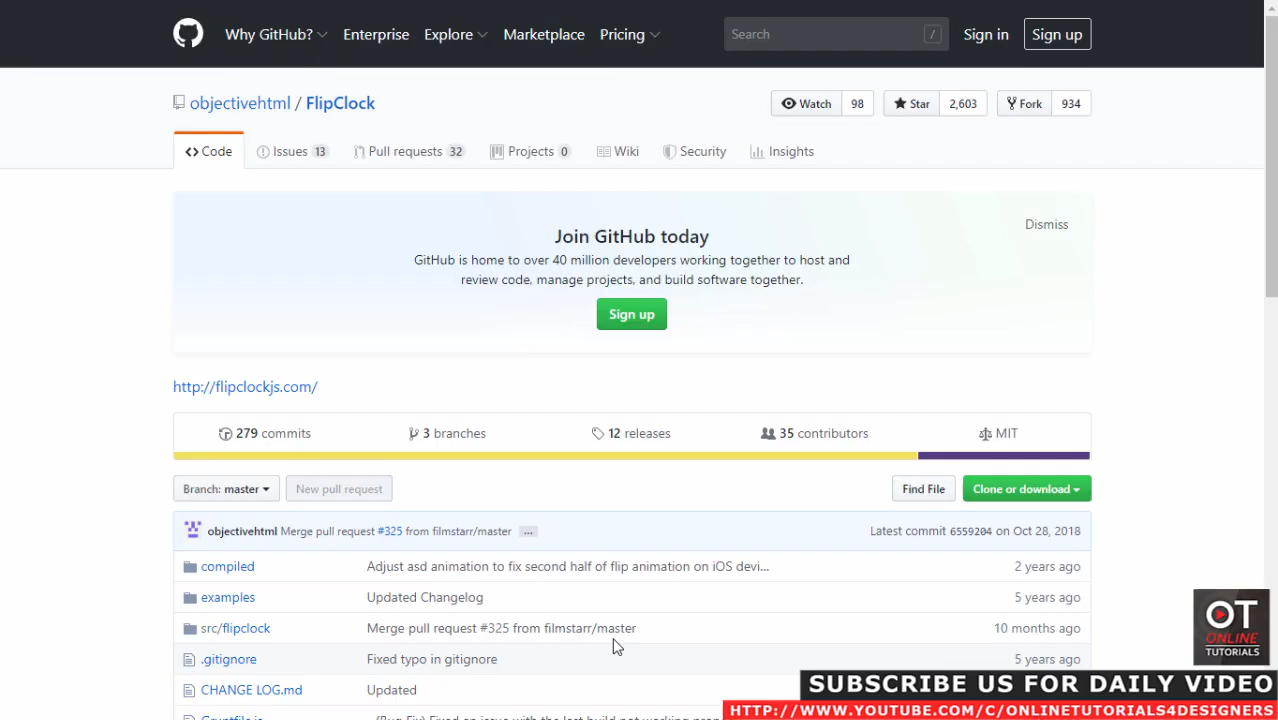 Why GitHub? Enterprise Explore Marketplace Pricing Search / Sign in Sign up
objectivehtml / FlipClock Watch 98 Star 2,603 Fork 934
Code Issues 13 Pull requests 32 Projects 0 Wiki Security Insights
Dismiss
Join GitHub today
GitHub is home to over 40 million developers working together to host and
review code, manage projects, and build software together.
Sign up
http://flipclockjs.com/
279 commits 3 branches 12 releases 35 contributors MIT
Branch: master New pull request Find File Clone or download
objectivehtml Merge pull request #325 from filmstarr/master ... Latest commit 6559204 on Oct 28, 2018
compiled Adjust asd animation to fix second half of flip animation on iOS devi... 2 years ago
examples Updated Changelog 5 years ago
src/flipclock Merge pull request #325 from filmstarr/master 10 months ago
.gitignore Fixed typo in gitignore 5 years ago
CHANGE LOG.md Updated
OT
ONLINE
TUTORIALS
SUBSCRIBE US FOR DAILY VIDEO
HTTP://WWW.YOUTUBE.COM/C/ONLINETUTORIALS4DESIGNERS